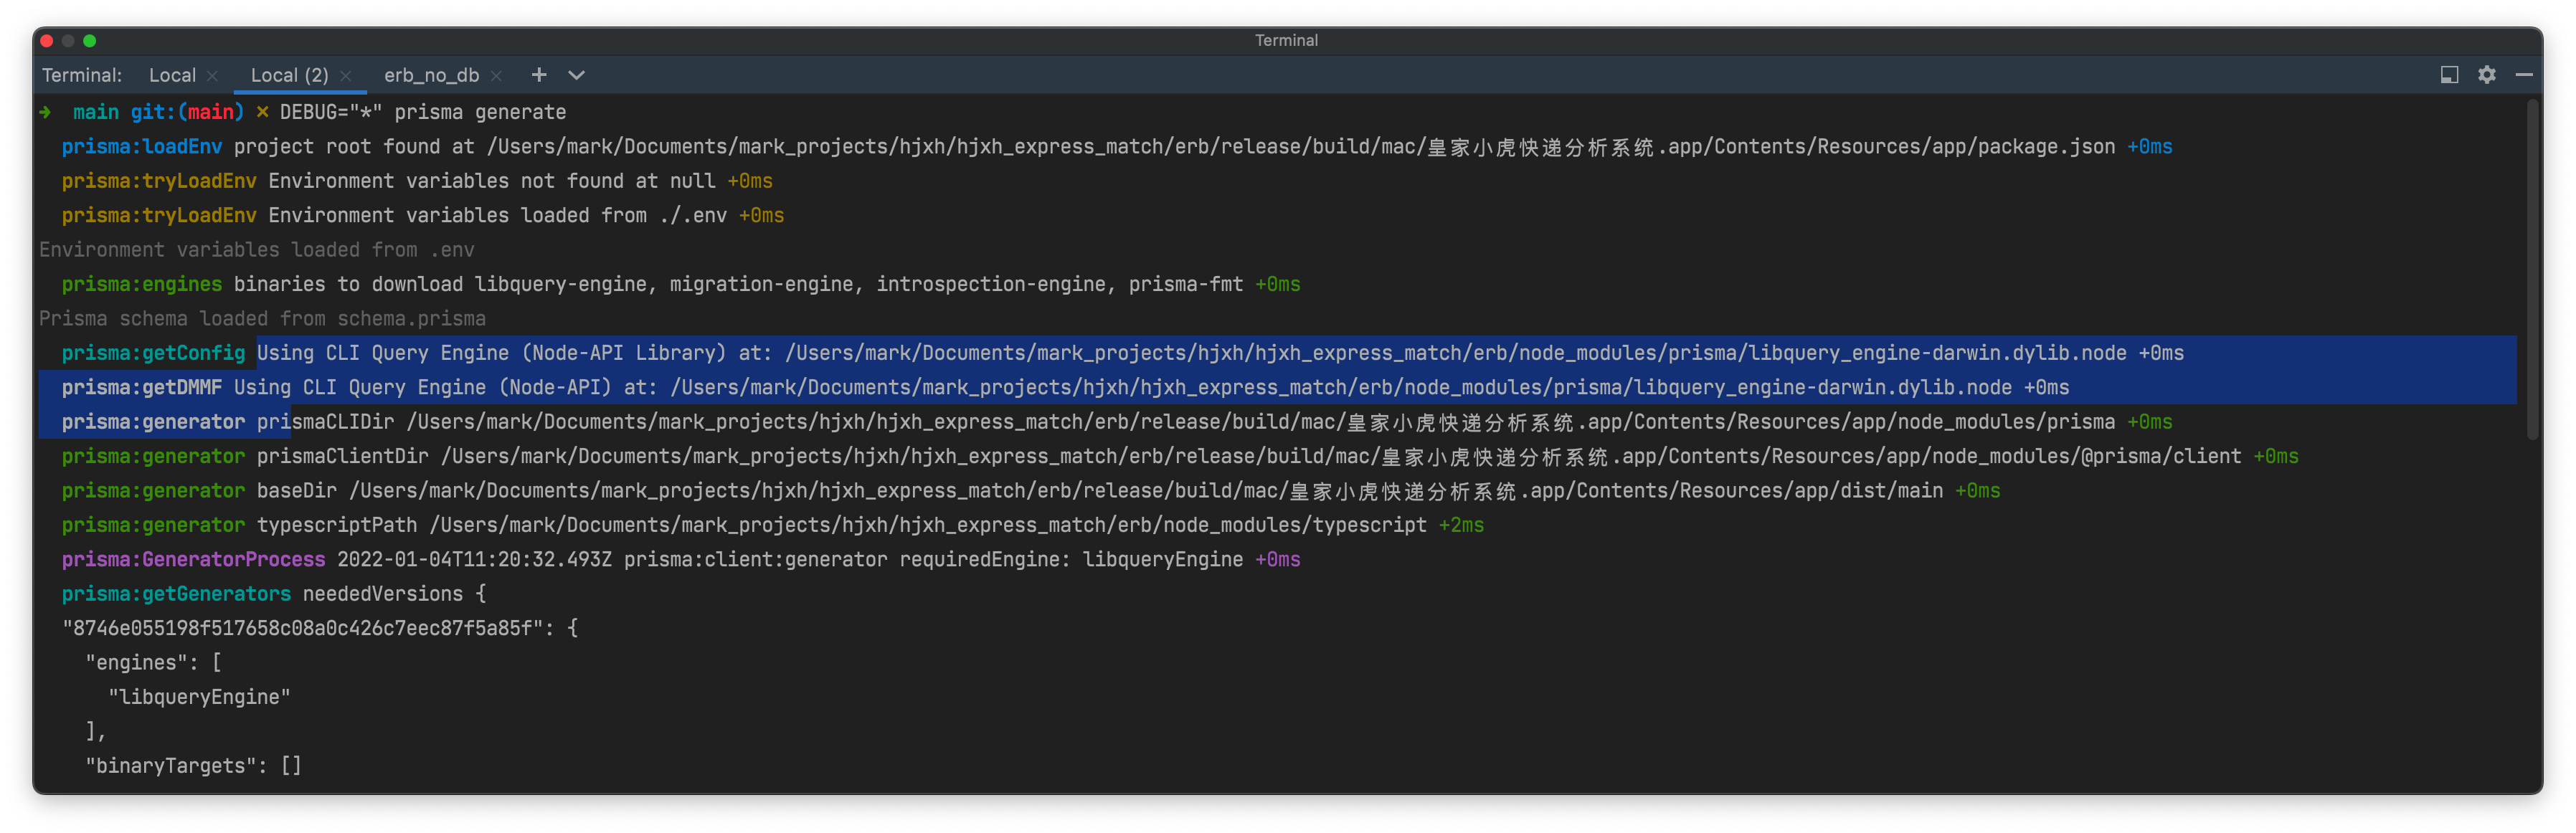 Terminal
Terminal: Local × Local (2) × erb_no_db × +
➜ main git:(main) ✗ DEBUG="*" prisma generate
prisma:loadEnv project root found at /Users/mark/Documents/mark_projects/hjxh/hjxh_express_match/erb/release/build/mac/皇家小虎快递分析系统.app/Contents/Resources/app/package.json +0ms
prisma:tryLoadEnv Environment variables not found at null +0ms
prisma:tryLoadEnv Environment variables loaded from ./.env +0ms
Environment variables loaded from .env
prisma:engines binaries to download libquery-engine, migration-engine, introspection-engine, prisma-fmt +0ms
Prisma schema loaded from schema.prisma
prisma:getConfig Using CLI Query Engine (Node-API Library) at: /Users/mark/Documents/mark_projects/hjxh/hjxh_express_match/erb/node_modules/prisma/libquery_engine-darwin.dylib.node +0ms
prisma:getDMMF Using CLI Query Engine (Node-API) at: /Users/mark/Documents/mark_projects/hjxh/hjxh_express_match/erb/node_modules/prisma/libquery_engine-darwin.dylib.node +0ms
prisma:generator prismaCLIDir /Users/mark/Documents/mark_projects/hjxh/hjxh_express_match/erb/release/build/mac/皇家小虎快递分析系统.app/Contents/Resources/app/node_modules/prisma +0ms
prisma:generator prismaClientDir /Users/mark/Documents/mark_projects/hjxh/hjxh_express_match/erb/release/build/mac/皇家小虎快递分析系统.app/Contents/Resources/app/node_modules/@prisma/client +0ms
prisma:generator baseDir /Users/mark/Documents/mark_projects/hjxh/hjxh_express_match/erb/release/build/mac/皇家小虎快递分析系统.app/Contents/Resources/app/dist/main +0ms
prisma:generator typescriptPath /Users/mark/Documents/mark_projects/hjxh/hjxh_express_match/erb/node_modules/typescript +2ms
prisma:GeneratorProcess 2022-01-04T11:20:32.493Z prisma:client:generator requiredEngine: libqueryEngine +0ms
prisma:getGenerators neededVersions {
"8746e055198f517658c08a0c426c7eec87f5a85f": {
"engines": [
"libqueryEngine"
],
"binaryTargets": []